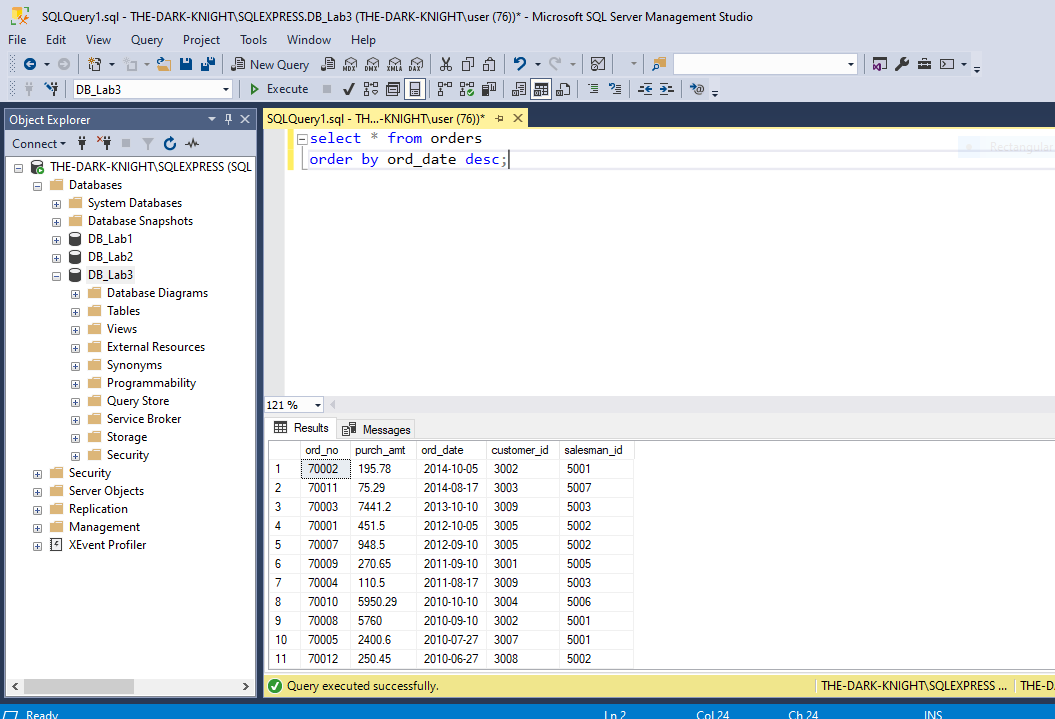 SQLQuery1.sql - THE-DARK-KNIGHT\SQLEXPRESS.DB_Lab3 (THE-DARK-KNIGHT\user (76))* - Microsoft SQL Server Management Studio
File Edit View Query Project Tools Window Help
New Query MDX DMX XMLA DAX
DB_Lab3 Execute
Object Explorer
SQLQuery1.sql - TH...-KNIGHT\user (76))*
Connect
select * from orders
order by ord_date desc;
Rectangular
THE-DARK-KNIGHT\SQLEXPRESS (SQL
Databases
System Databases
Database Snapshots
DB_Lab1
DB_Lab2
DB_Lab3
Database Diagrams
Tables
Views
External Resources
Synonyms
Programmability
Query Store
Service Broker
Storage
Security
Security
Server Objects
Replication
Management
XEvent Profiler
121 %
Results Messages
ord_no purch_amt ord_date customer_id salesman_id
1 70002 195.78 2014-10-05 3002 5001
2 70011 75.29 2014-08-17 3003 5007
3 70003 7441.2 2013-10-10 3009 5003
4 70001 451.5 2012-10-05 3005 5002
5 70007 948.5 2012-09-10 3005 5002
6 70009 270.65 2011-09-10 3001 5005
7 70004 110.5 2011-08-17 3009 5003
8 70010 5950.29 2010-10-10 3004 5006
9 70008 5760 2010-09-10 3002 5001
10 70005 2400.6 2010-07-27 3007 5001
11 70012 250.45 2010-06-27 3008 5002
Query executed successfully. THE-DARK-KNIGHT\SQLEXPRESS ... THE-D
Ready Ln 2 Col 24 Ch 24 INS